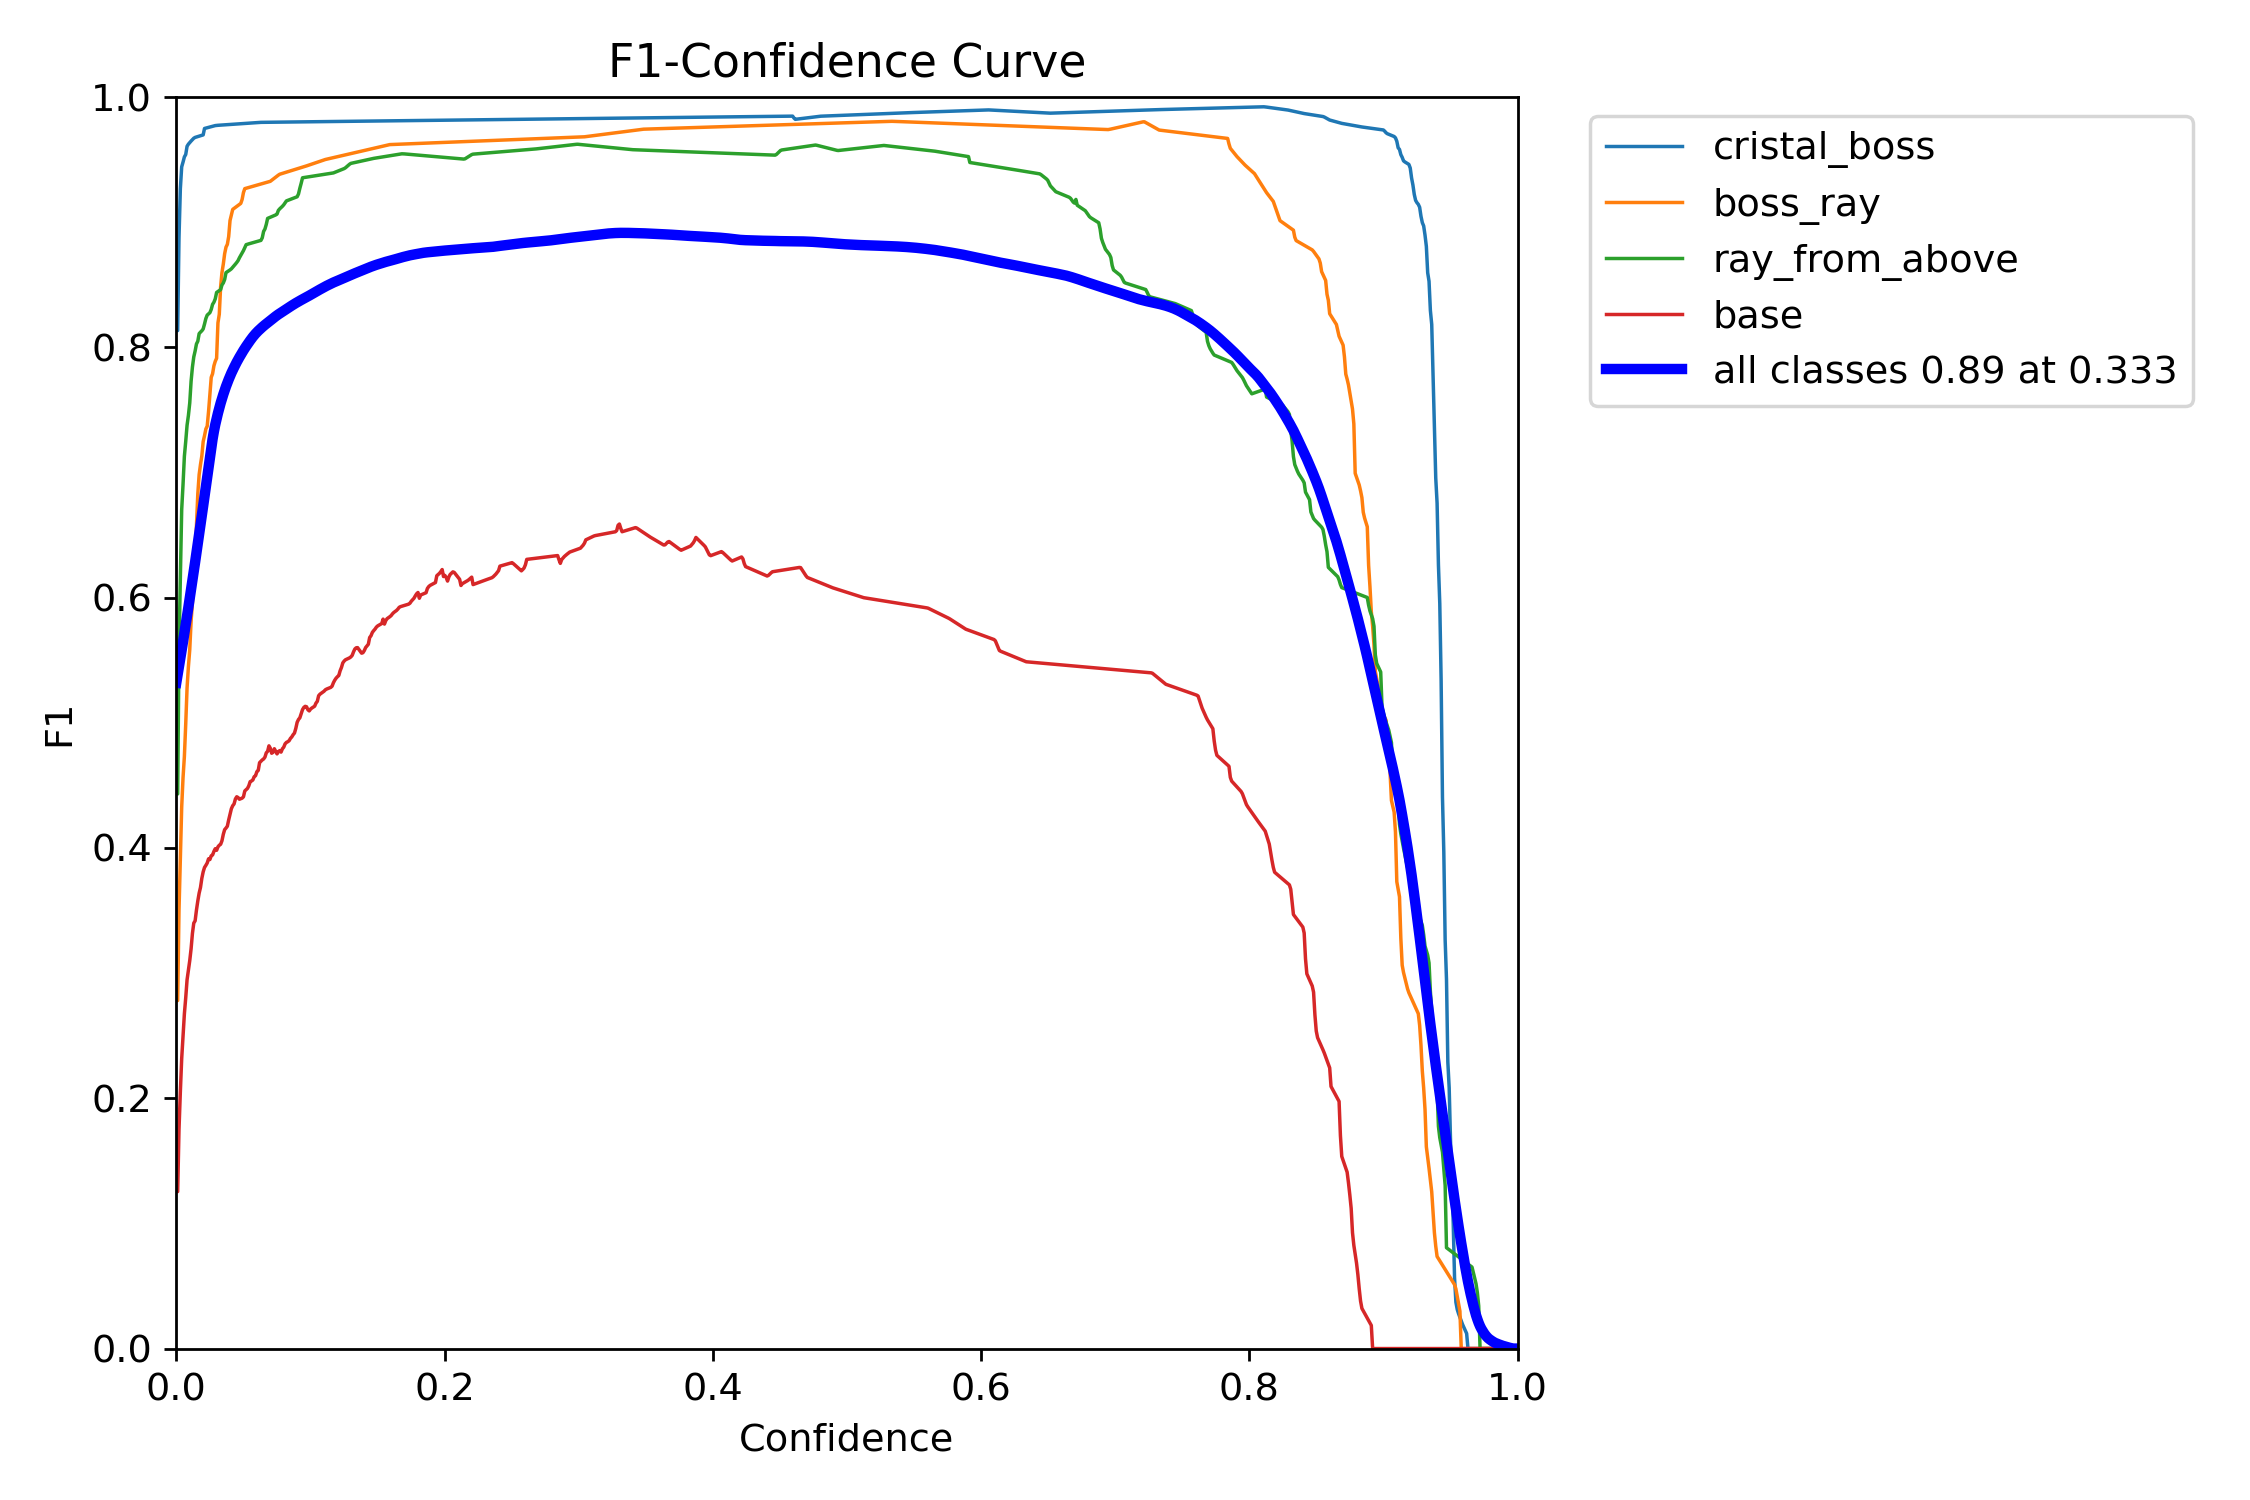 F1-Confidence Curve
1.0
0.8
0.6
0.4
0.2
0.0
F1
0.0 0.2 0.4 0.6 0.8 1.0
Confidence
cristal_boss
boss_ray
ray_from_above
base
all classes 0.89 at 0.333